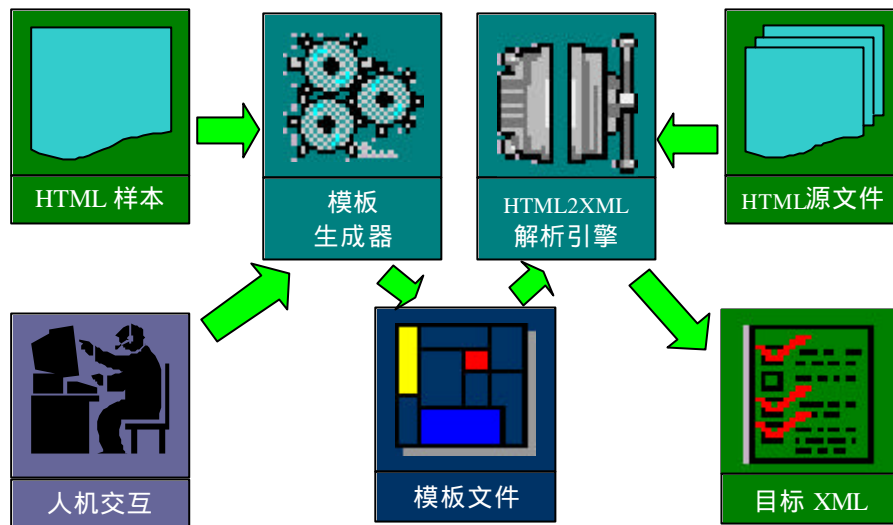 HTML 样本
模板
生成器
HTML2XML
解析引擎
HTML源文件
人机交互
模板文件
目标 XML